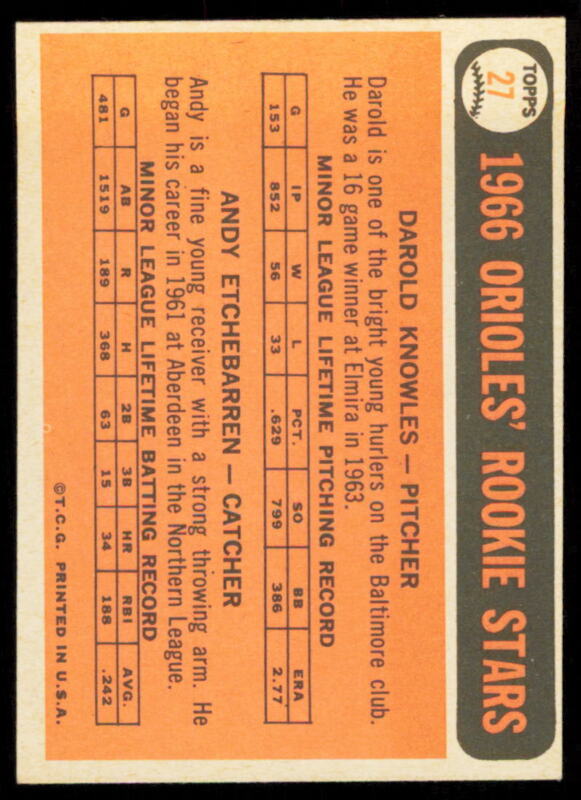 TOPPS
27
1966 ORIOLES' ROOKIE STARS
DAROLD KNOWLES — PITCHER
Darold is one of the bright young hurlers on the Baltimore club.
He was a 16 game winner at Elmira in 1963.
MINOR LEAGUE LIFETIME PITCHING RECORD
G IP W L PCT. SO BB ERA
153 852 56 33 .629 799 386 2.77
ANDY ETCHEBARREN — CATCHER
Andy is a fine young receiver with a strong throwing arm. He
began his career in 1961 at Aberdeen in the Northern League.
MINOR LEAGUE LIFETIME BATTING RECORD
G AB R H 2B 3B HR RBI AVG.
481 1519 189 368 63 15 34 188 .242
©T.C.G. PRINTED IN U.S.A.